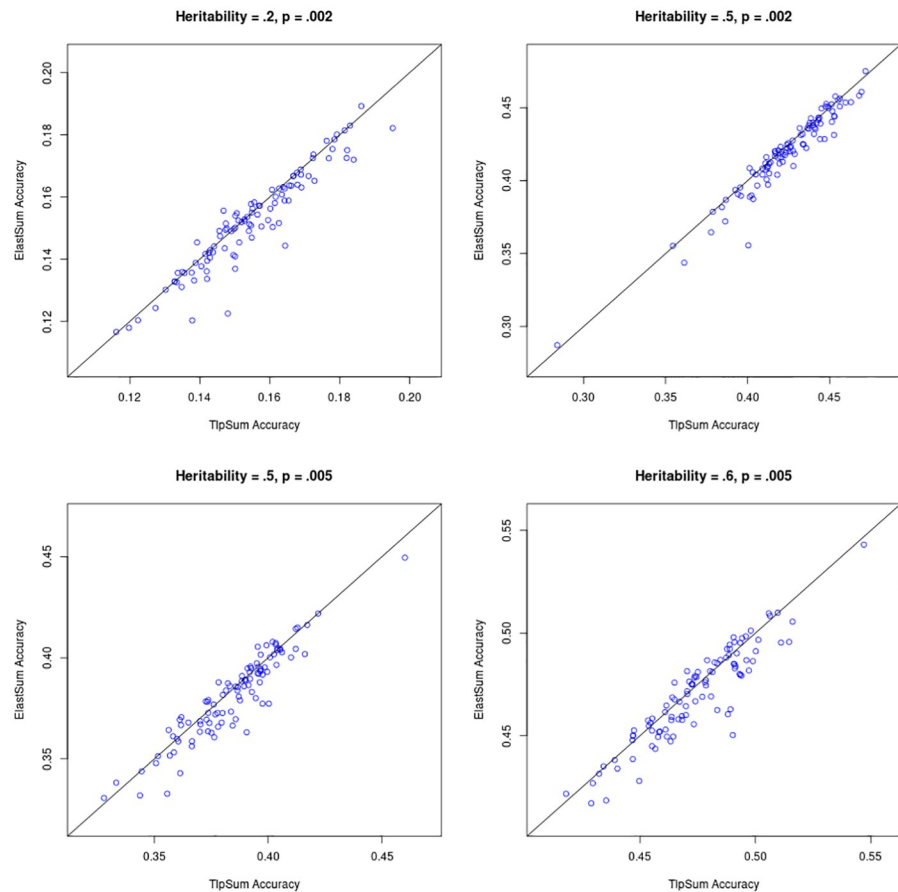 Heritability = .2, p = .002
ElastSum Accuracy
0.20
0.18
0.16
0.14
0.12
0.12 0.14 0.16 0.18 0.20
TlpSum Accuracy
Heritability = .5, p = .002
ElastSum Accuracy
0.45
0.40
0.35
0.30
0.30 0.35 0.40 0.45
TlpSum Accuracy
Heritability = .5, p = .005
ElastSum Accuracy
0.45
0.40
0.35
0.35 0.40 0.45
TlpSum Accuracy
Heritability = .6, p = .005
ElastSum Accuracy
0.55
0.50
0.45
0.45 0.50 0.55
TlpSum Accuracy